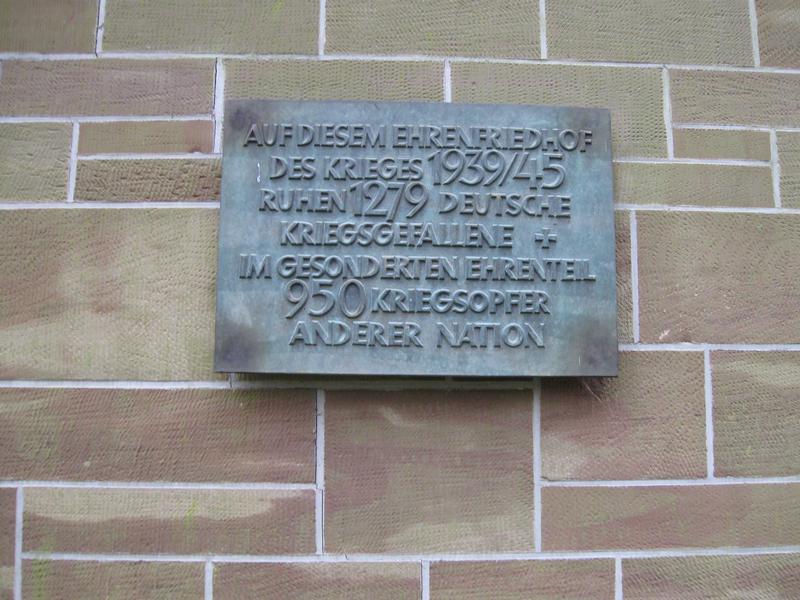 AUF DIESEM EHRENFRIEDHOF
DES KRIEGES 1939/45
RUHEN 1279 DEUTSCHE
KRIEGSGEFALLENE +
IM GESONDERTEN EHRENTEIL
950 KRIEGSOPFER
ANDERER NATION